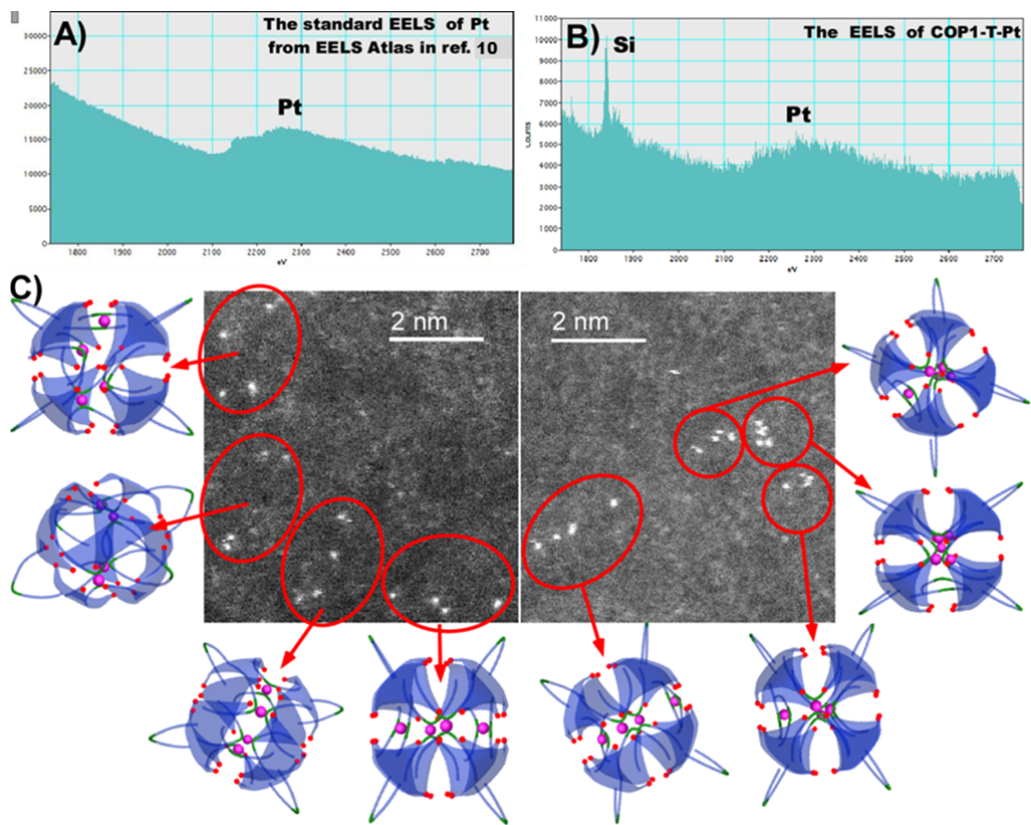 A)
The standard EELS of Pt
from EELS Atlas in ref. 10
Pt
30000
25000
20000
15000
10000
5000
0
1800
1900
2000
2100
2200
2300
2400
2500
2600
2700
eV
B)
The EELS of COP1-T-Pt
Si
Pt
Counts
11000
10000
9000
8000
7000
6000
5000
4000
3000
2000
1000
0
1800
1900
2000
2100
2200
2300
2400
2500
2600
2700
eV
C)
2 nm
2 nm